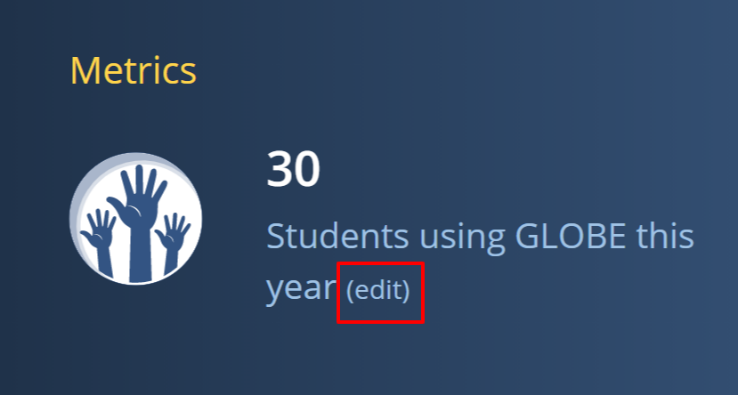 Metrics
30
Students using GLOBE this
year (edit)